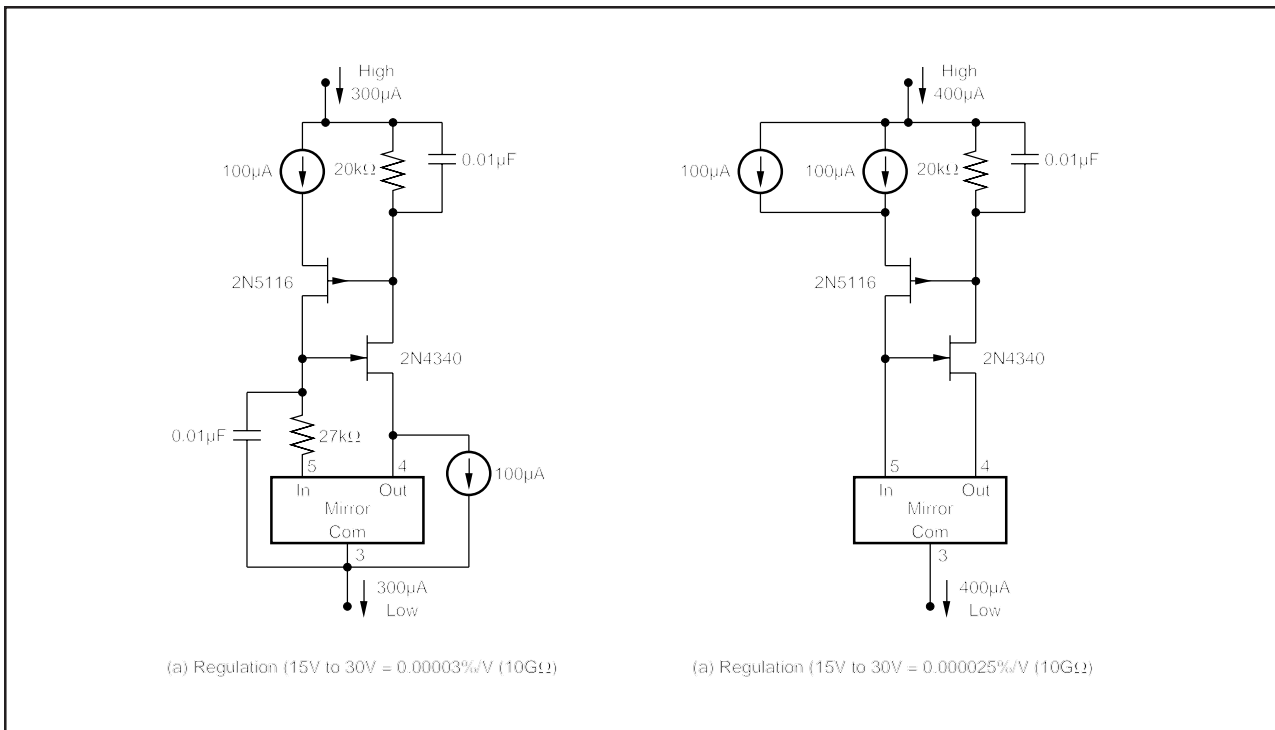 High
300µA
100µA
20kΩ
0.01µF
2N5116
2N4340
0.01µF
27kΩ
5
4
100µA
In
Out
Mirror
Com
3
300µA
Low
(a) Regulation (15V to 30V = 0.00003%/V (10GΩ)
High
400µA
100µA
100µA
20kΩ
0.01µF
2N5116
2N4340
5
4
In
Out
Mirror
Com
3
400µA
Low
(a) Regulation (15V to 30V = 0.000025%/V (10GΩ)